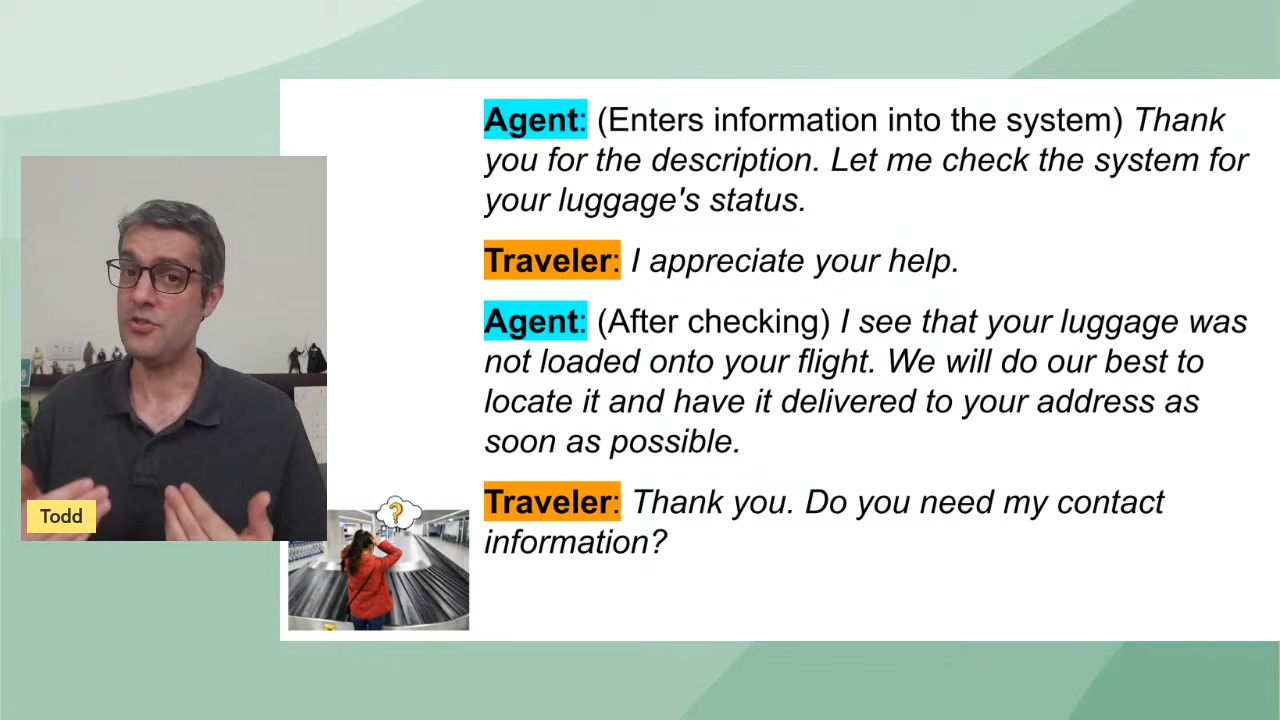 Agent: (Enters information into the system) Thank
you for the description. Let me check the system for
your luggage's status.
Traveler: I appreciate your help.
Agent: (After checking) I see that your luggage was
not loaded onto your flight. We will do our best to
locate it and have it delivered to your address as
soon as possible.
Traveler: Thank you. Do you need my contact
information?
Todd
?